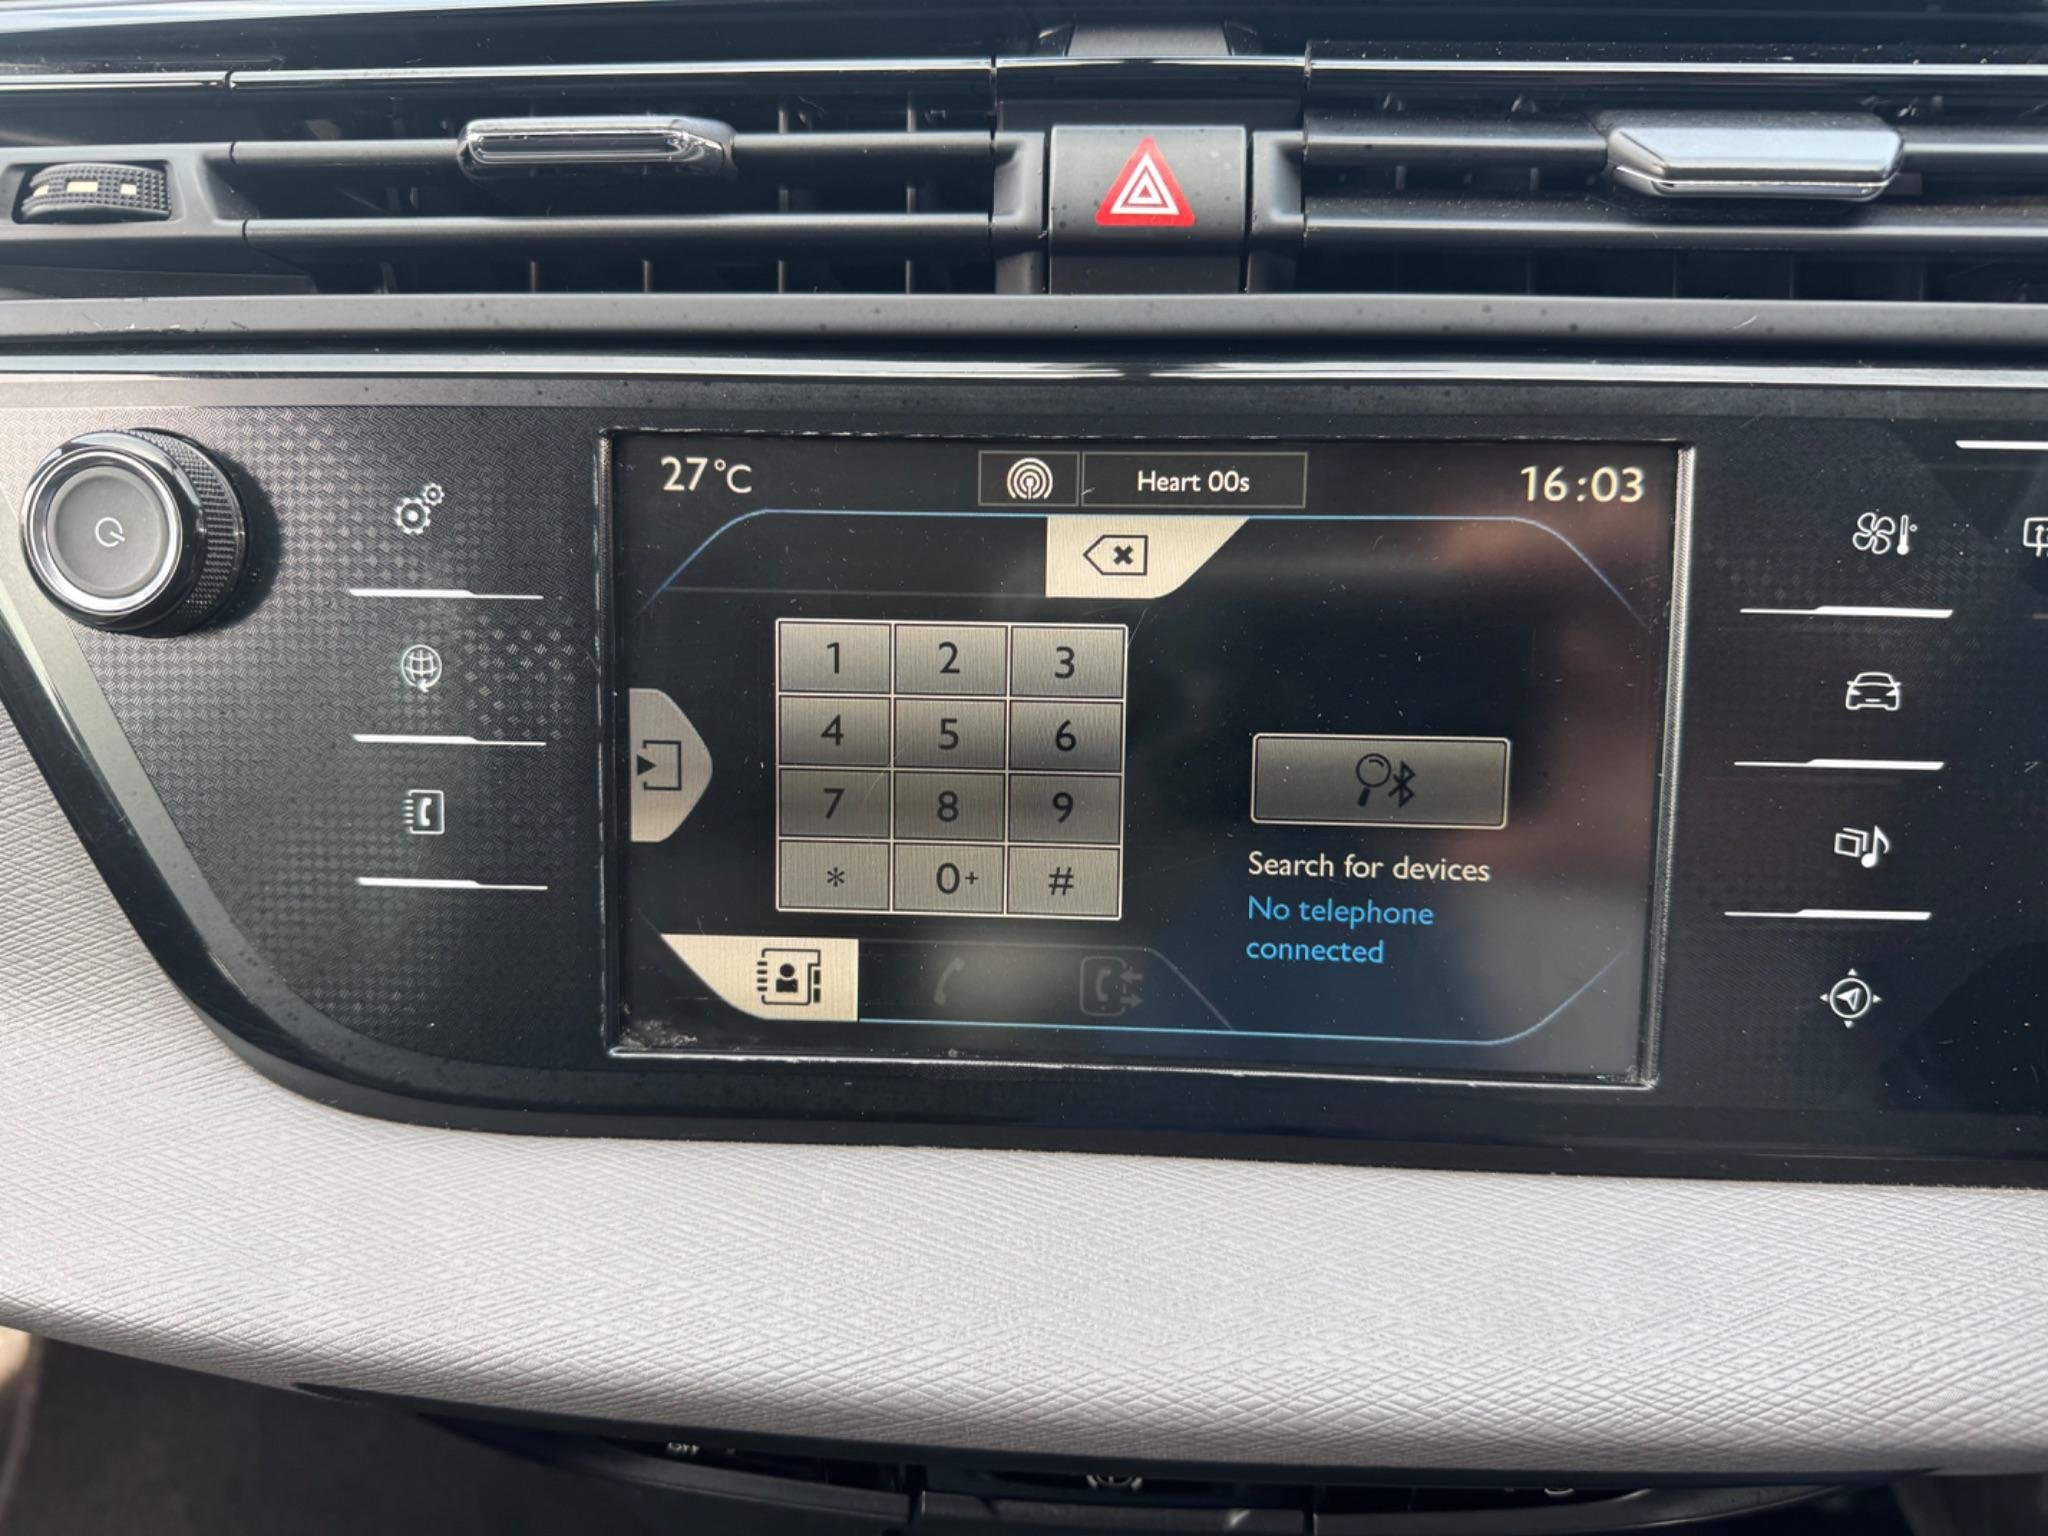 27°C Heart 00s 16:03
1 2 3
4 5 6
7 8 9
* 0+ #
Search for devices
No telephone
connected
OFF